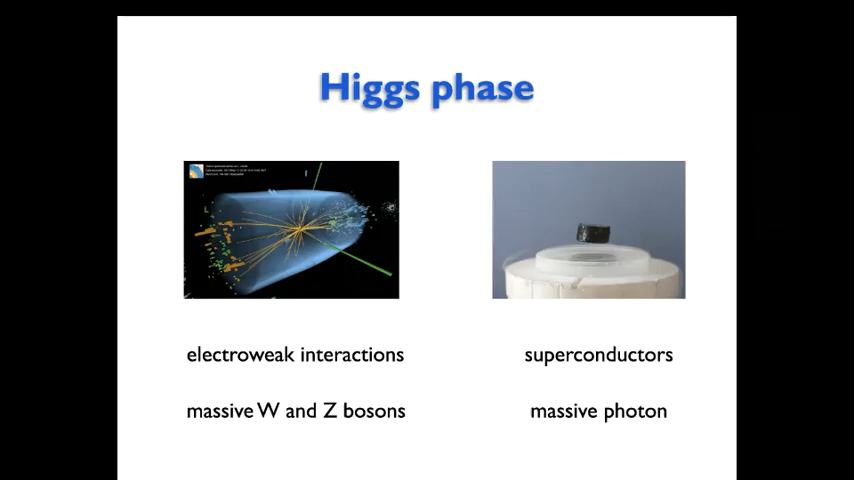 Higgs phase
electroweak interactions
superconductors
massive W and Z bosons
massive photon